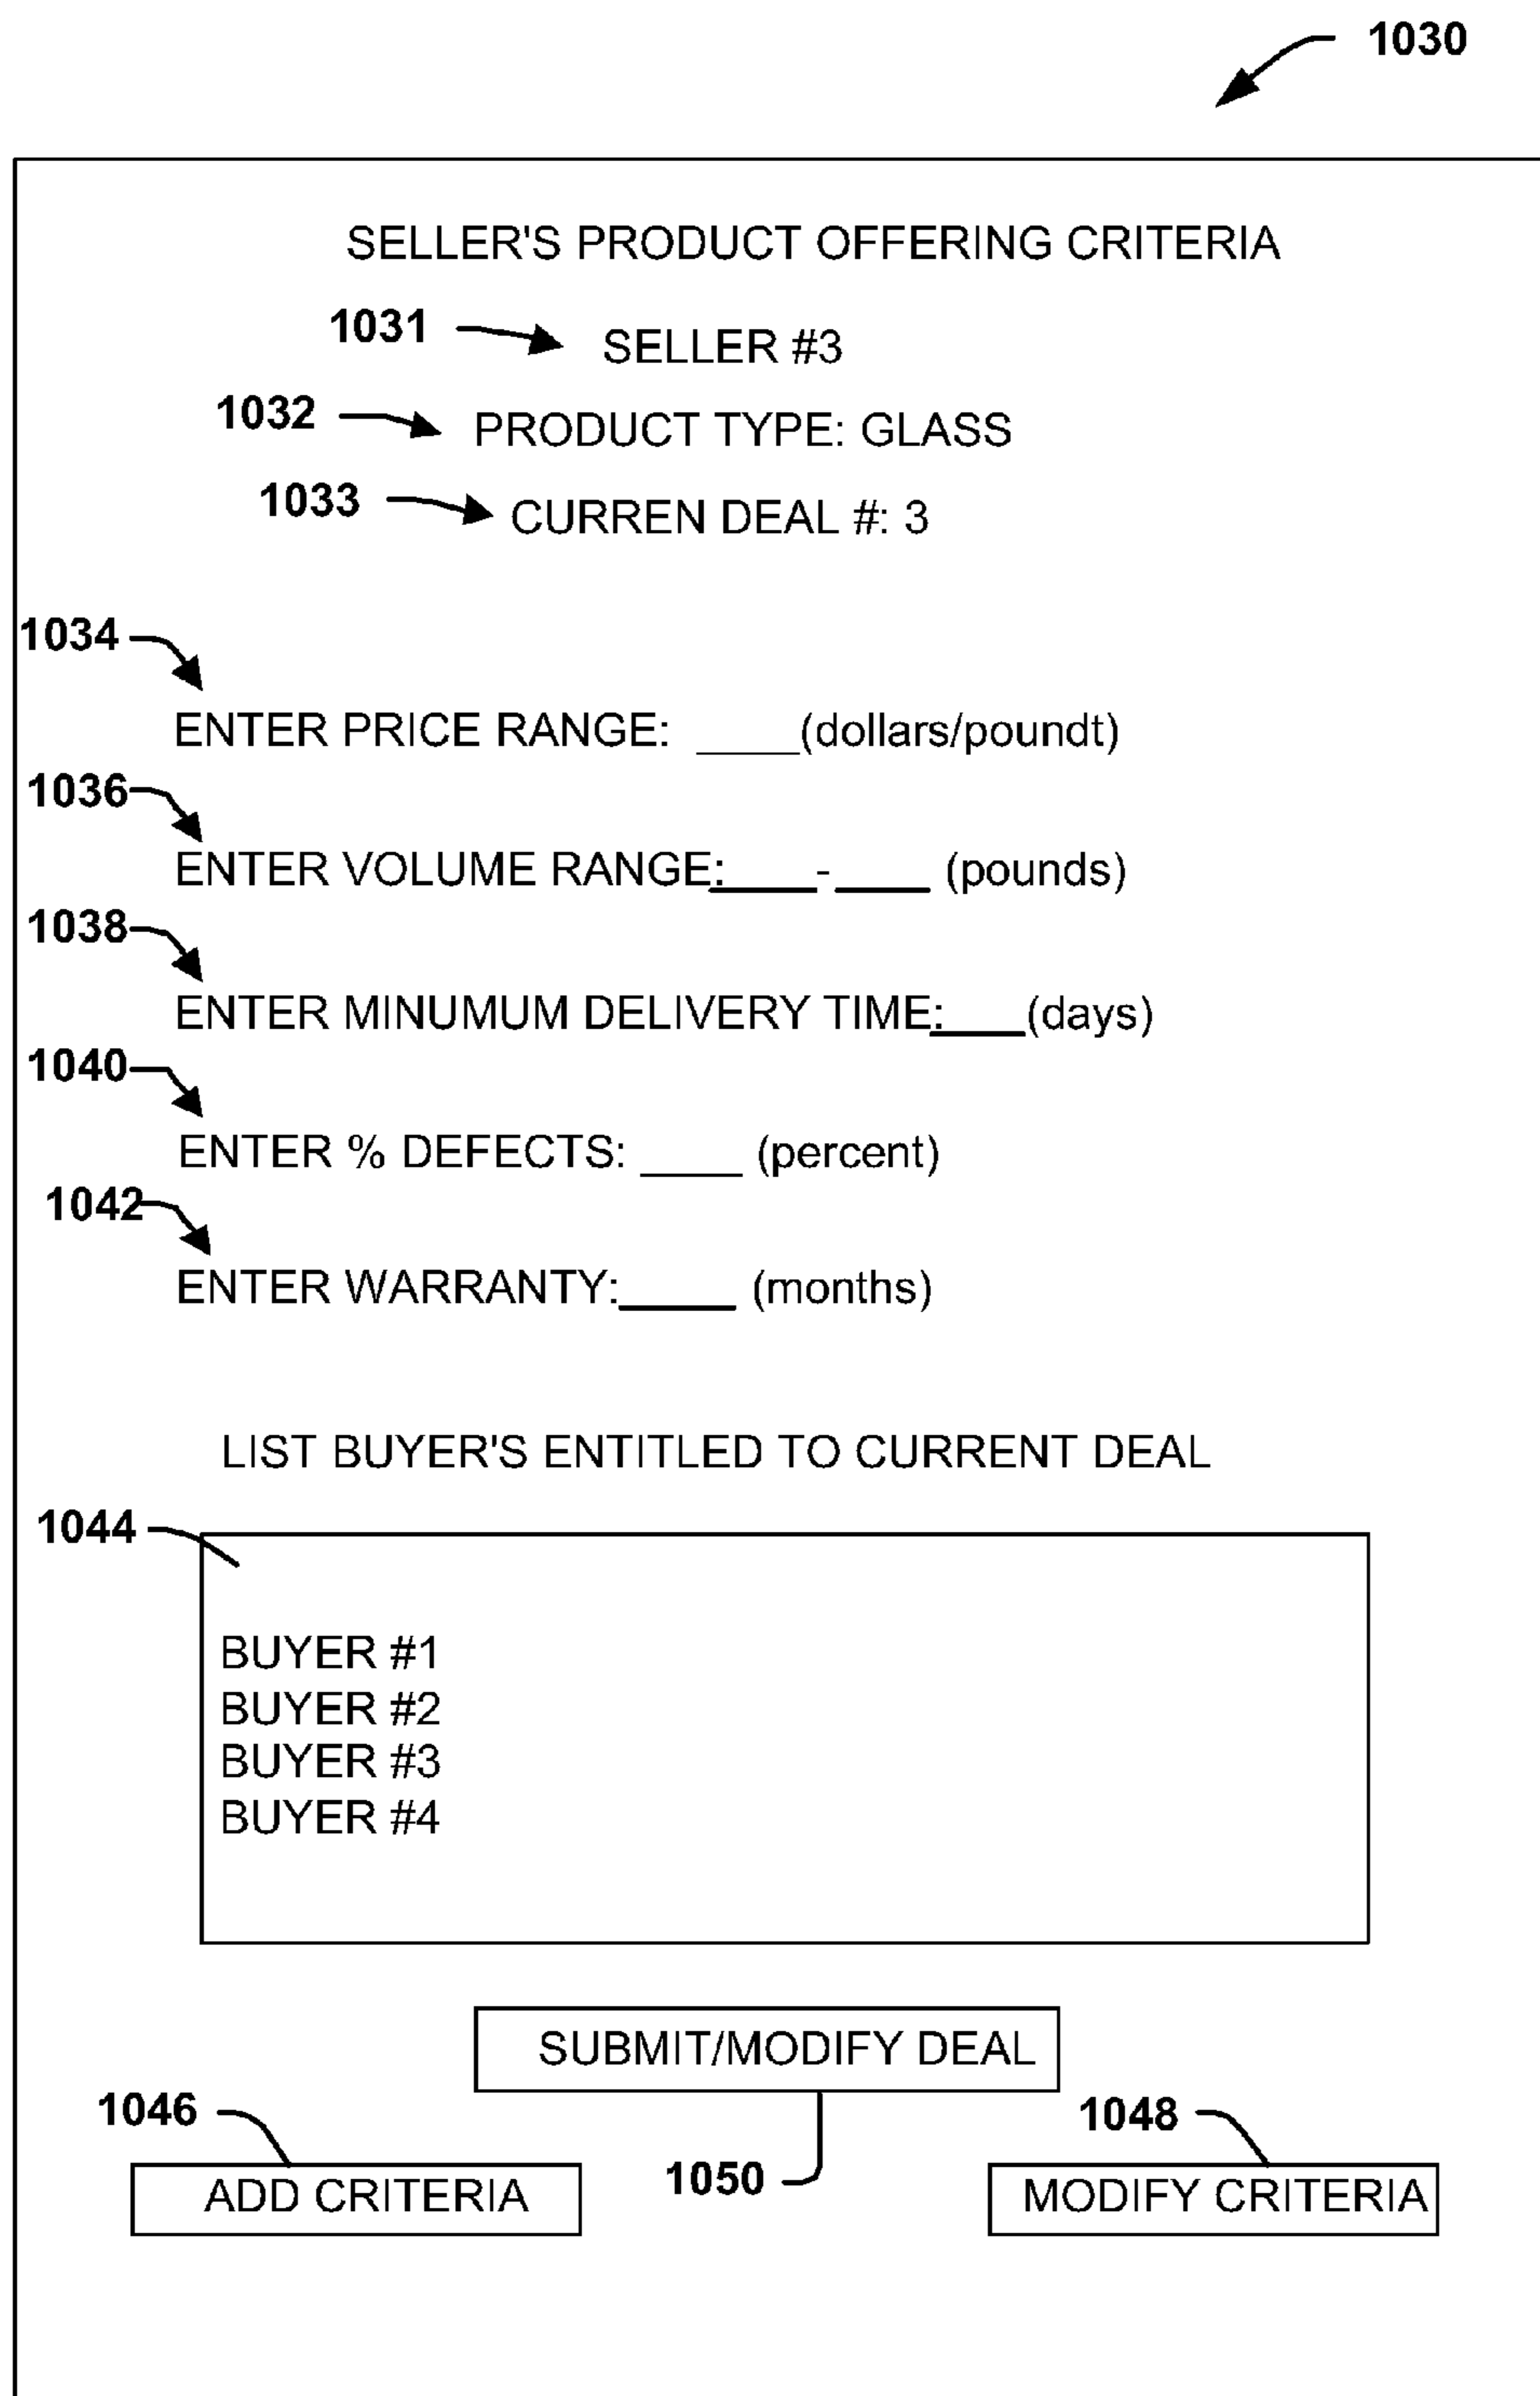 1030
SELLER'S PRODUCT OFFERING CRITERIA
1031 SELLER #3
1032 PRODUCT TYPE: GLASS
1033 CURREN DEAL #: 3
1034
ENTER PRICE RANGE: ____(dollars/poundt)
1036
ENTER VOLUME RANGE:____-____ (pounds)
1038
ENTER MINUMUM DELIVERY TIME:____(days)
1040
ENTER % DEFECTS: ____ (percent)
1042
ENTER WARRANTY:_____ (months)
LIST BUYER'S ENTITLED TO CURRENT DEAL
1044
BUYER #1
BUYER #2
BUYER #3
BUYER #4
SUBMIT/MODIFY DEAL
1046 1048
1050
ADD CRITERIA MODIFY CRITERIA